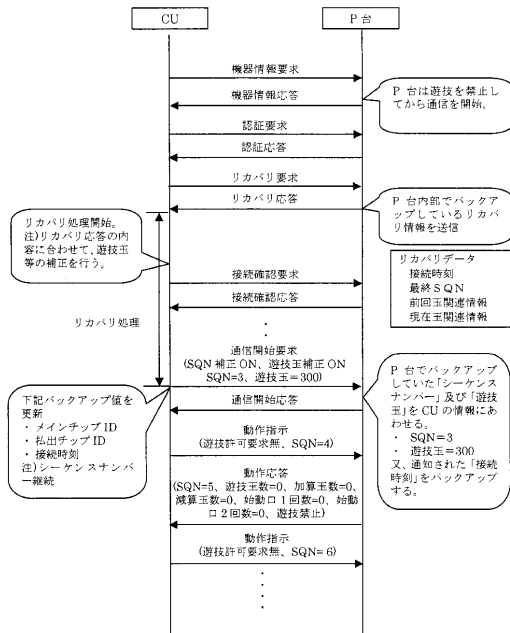 CU
P 台
機器情報要求
機器情報応答
P 台は遊技を禁止し
てから通信を開始。
認証要求
認証応答
リカバリ要求
リカバリ応答
P 台内部でバックア
ップしているリカバ
リ情報を送信
リカバリ処理開始。
注)リカバリ応答の内
容に合わせて、遊技玉
等の補正を行う。
リカバリデータ
接続時刻
最終SQN
前回玉関連情報
現在玉関連情報
接続確認要求
接続確認応答
リカバリ処理
通信開始要求
(SQN 補正 ON、遊技玉補正 ON
SQN=3、遊技玉=300)
通信開始応答
P 台でバックアップ
していた「シーケンス
ナンバー」及び「遊技
玉」をCUの情報にあ
わせる。
・ SQN=3
・ 遊技玉=300
又、通知された「接続
時刻」をバックアップ
する。
下記バックアップ値を
更新
・ メインチップID
・ 払出チップID
・ 接続時刻
注)シーケンスナンバ
ー継続
動作指示
(遊技許可要求無、SQN=4)
動作応答
(SQN=5、遊技玉数=0、加算玉数=0、
減算玉数=0、始動口1回数=0、始動
口2回数=0、遊技禁止)
動作指示
(遊技許可要求無、SQN= 6)